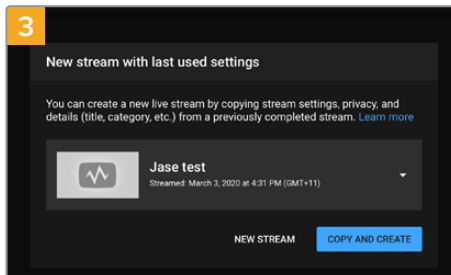 3
New stream with last used settings
You can create a new live stream by copying stream settings, privacy, and
details (title, category, etc.) from a previously completed stream. Learn more
Jase test
Streamed: March 3, 2020 at 4:31 PM (GMT+11)
NEW STREAM COPY AND CREATE